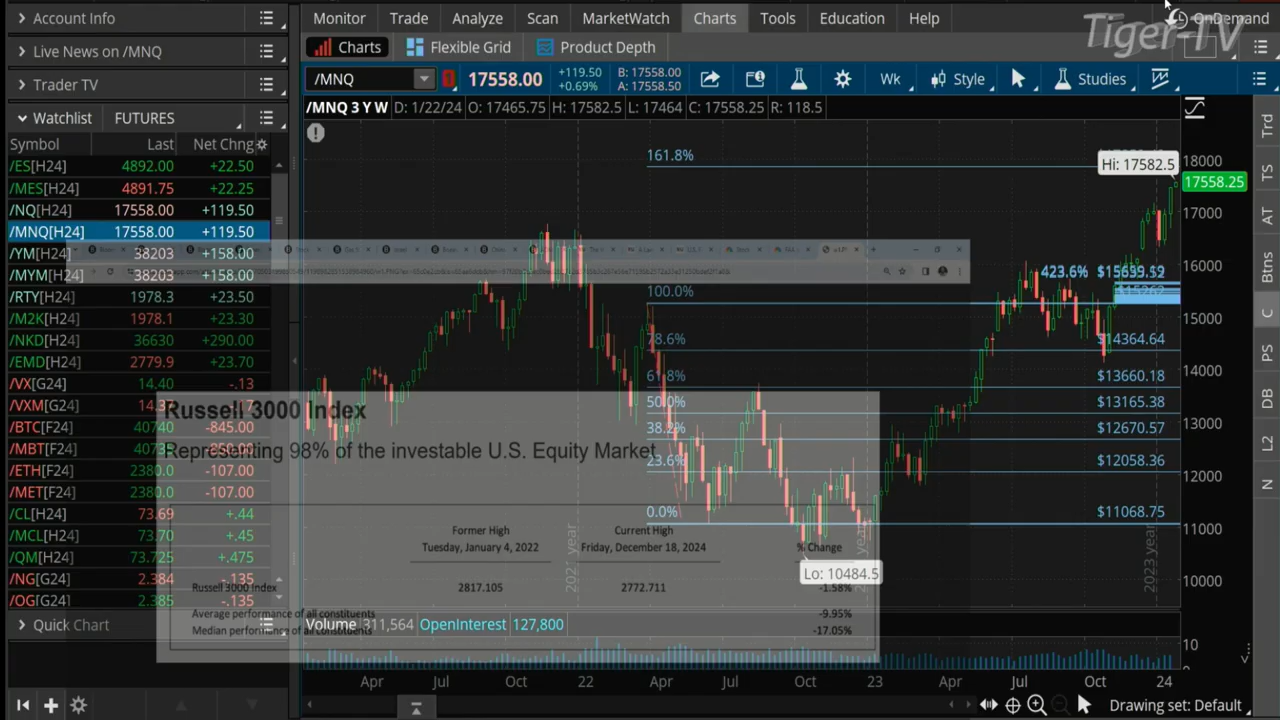 Account Info
Monitor Trade Analyze Scan MarketWatch Charts Tools Education Help
OnDemand
Tiger-TV
Live News on /MNQ
Charts Flexible Grid Product Depth
Trader TV
/MNQ 17558.00 +119.50 +0.69% B: 17558.00 A: 17558.50 Wk Style Studies
Watchlist FUTURES
/MNQ 3 Y W D: 1/22/24 O: 17465.75 H: 17582.5 L: 17464 C: 17558.25 R: 118.5
Symbol Last Net Chng
/ES[H24] 4892.00 +22.50
/MES[H24] 4891.75 +22.25
/NQ[H24] 17558.00 +119.50
/MNQ[H24] 17558.00 +119.50
/YM[H24] 38203 +158.00
/MYM[H24] 38203 +158.00
/RTY[H24] 1978.3 +23.50
/M2K[H24] 1978.1 +23.30
/NKD[H24] 36630 +290.00
/EMD[H24] 2779.9 +23.70
/VX[G24] 14.40 -.13
/VXM[G24]
/BTC[F24] 40740 -845.00
/MBT[F24]
/ETH[F24] 2380.0 -107.00
/MET[F24] 2380.0 -107.00
/CL[H24] 73.69 +.44
/MCL[H24] 73.70 +.45
/QM[H24] 73.725 +.475
/NG[G24] 2.384 -.135
/QG[G24] 2.385 -.135
Quick Chart
161.8%
Hi: 17582.5
17558.25
423.6% $15699.52
100.0%
78.6% $14364.64
61.8% $13660.18
50.0% $13165.38
38.2% $12670.57
23.6% $12058.36
0.0% $11068.75
Lo: 10484.5
18000
17000
16000
15000
14000
13000
12000
11000
10000
Russell 3000 Index
Representing 98% of the investable U.S. Equity Market
Former High Current High
Tuesday, January 4, 2022 Friday, December 18, 2024 % Change
Russell 3000 Index 2817.105 2772.711 -1.58%
Average performance of all constituents -9.95%
Median performance of all constituents -17.05%
2023 year
Volume 311,564 OpenInterest 127,800
10
0
Apr Jul Oct 22 Apr Jul Oct 23 Apr Jul Oct 24
Drawing set: Default
Trd
TS
AT
Btns
C
PS
DB
L2
N